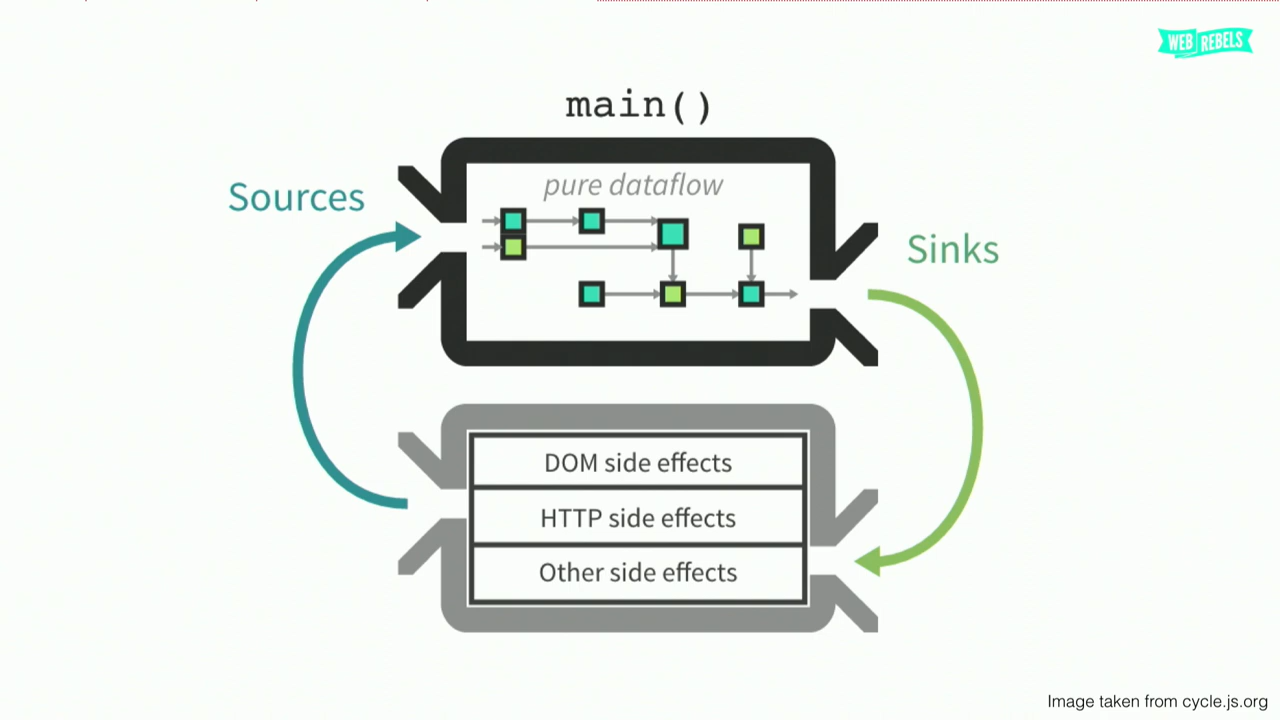 WEB REBELS
main()
pure dataflow
Sources
Sinks
DOM side effects
HTTP side effects
Other side effects
Image taken from cycle.js.org